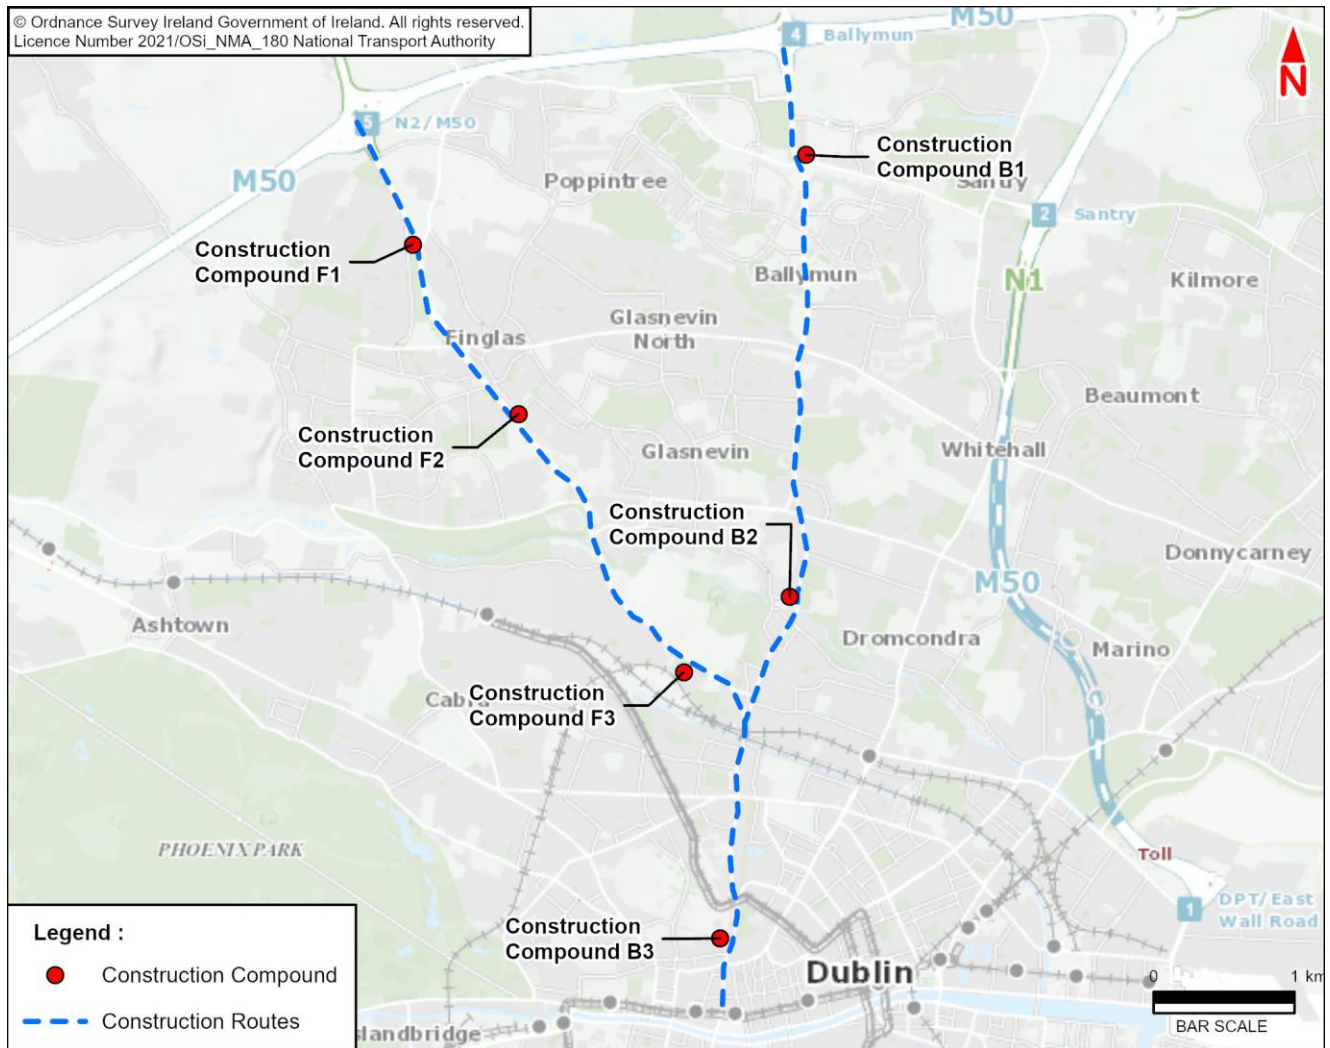 © Ordnance Survey Ireland Government of Ireland. All rights reserved.
Licence Number 2021/OSi_NMA_180 National Transport Authority
M50
4
Ballymun
N
5
N2/M50
Construction
Compound B1
M50
Poppintree
Santry
2
Santry
Construction
Compound F1
Ballymun
N1
Kilmore
Glasnevin
North
Finglas
Beaumont
Construction
Compound F2
Glasnevin
Whitehall
Construction
Compound B2
Donnycarney
M50
Ashtown
Dromcondra
Marino
Construction
Compound F3
Cabra
PHOENIX PARK
Toll
1
DPT/East
Wall Road
Construction
Compound B3
Dublin
Legend :
Construction Compound
Construction Routes
slandbridge
0
1 km
BAR SCALE